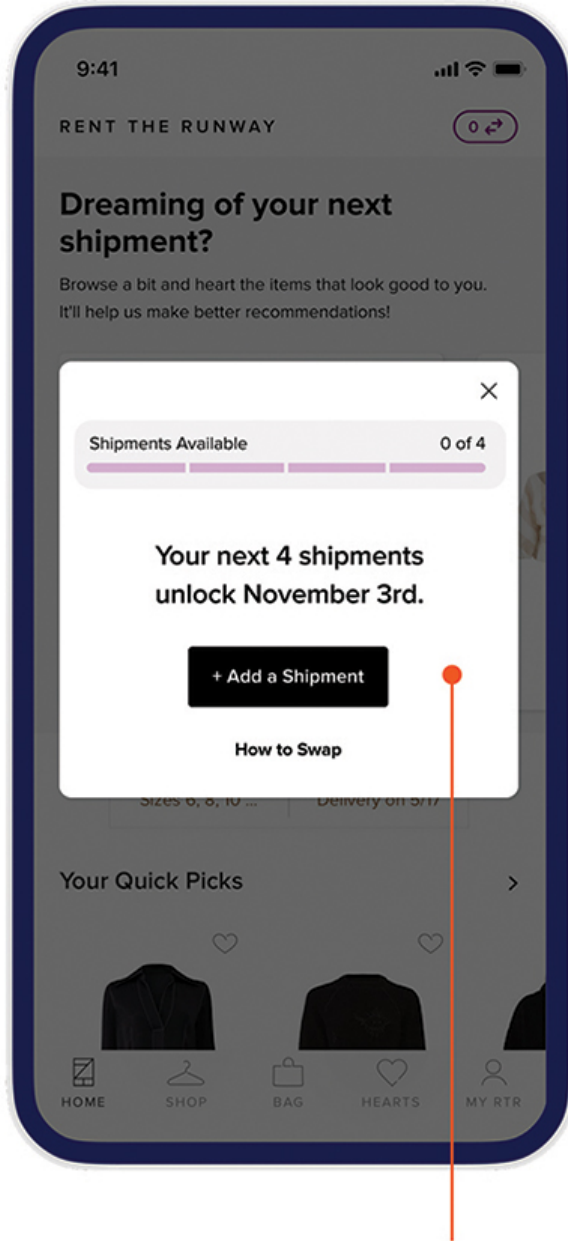 9:41
RENT THE RUNWAY
0
Dreaming of your next
shipment?
Browse a bit and heart the items that look good to you.
It'll help us make better recommendations!
Shipments Available 0 of 4
Your next 4 shipments
unlock November 3rd.
+ Add a Shipment
How to Swap
Sizes 6, 8, 10 ... Delivery on 5/17
Your Quick Picks
HOME SHOP BAG HEARTS MY RTR